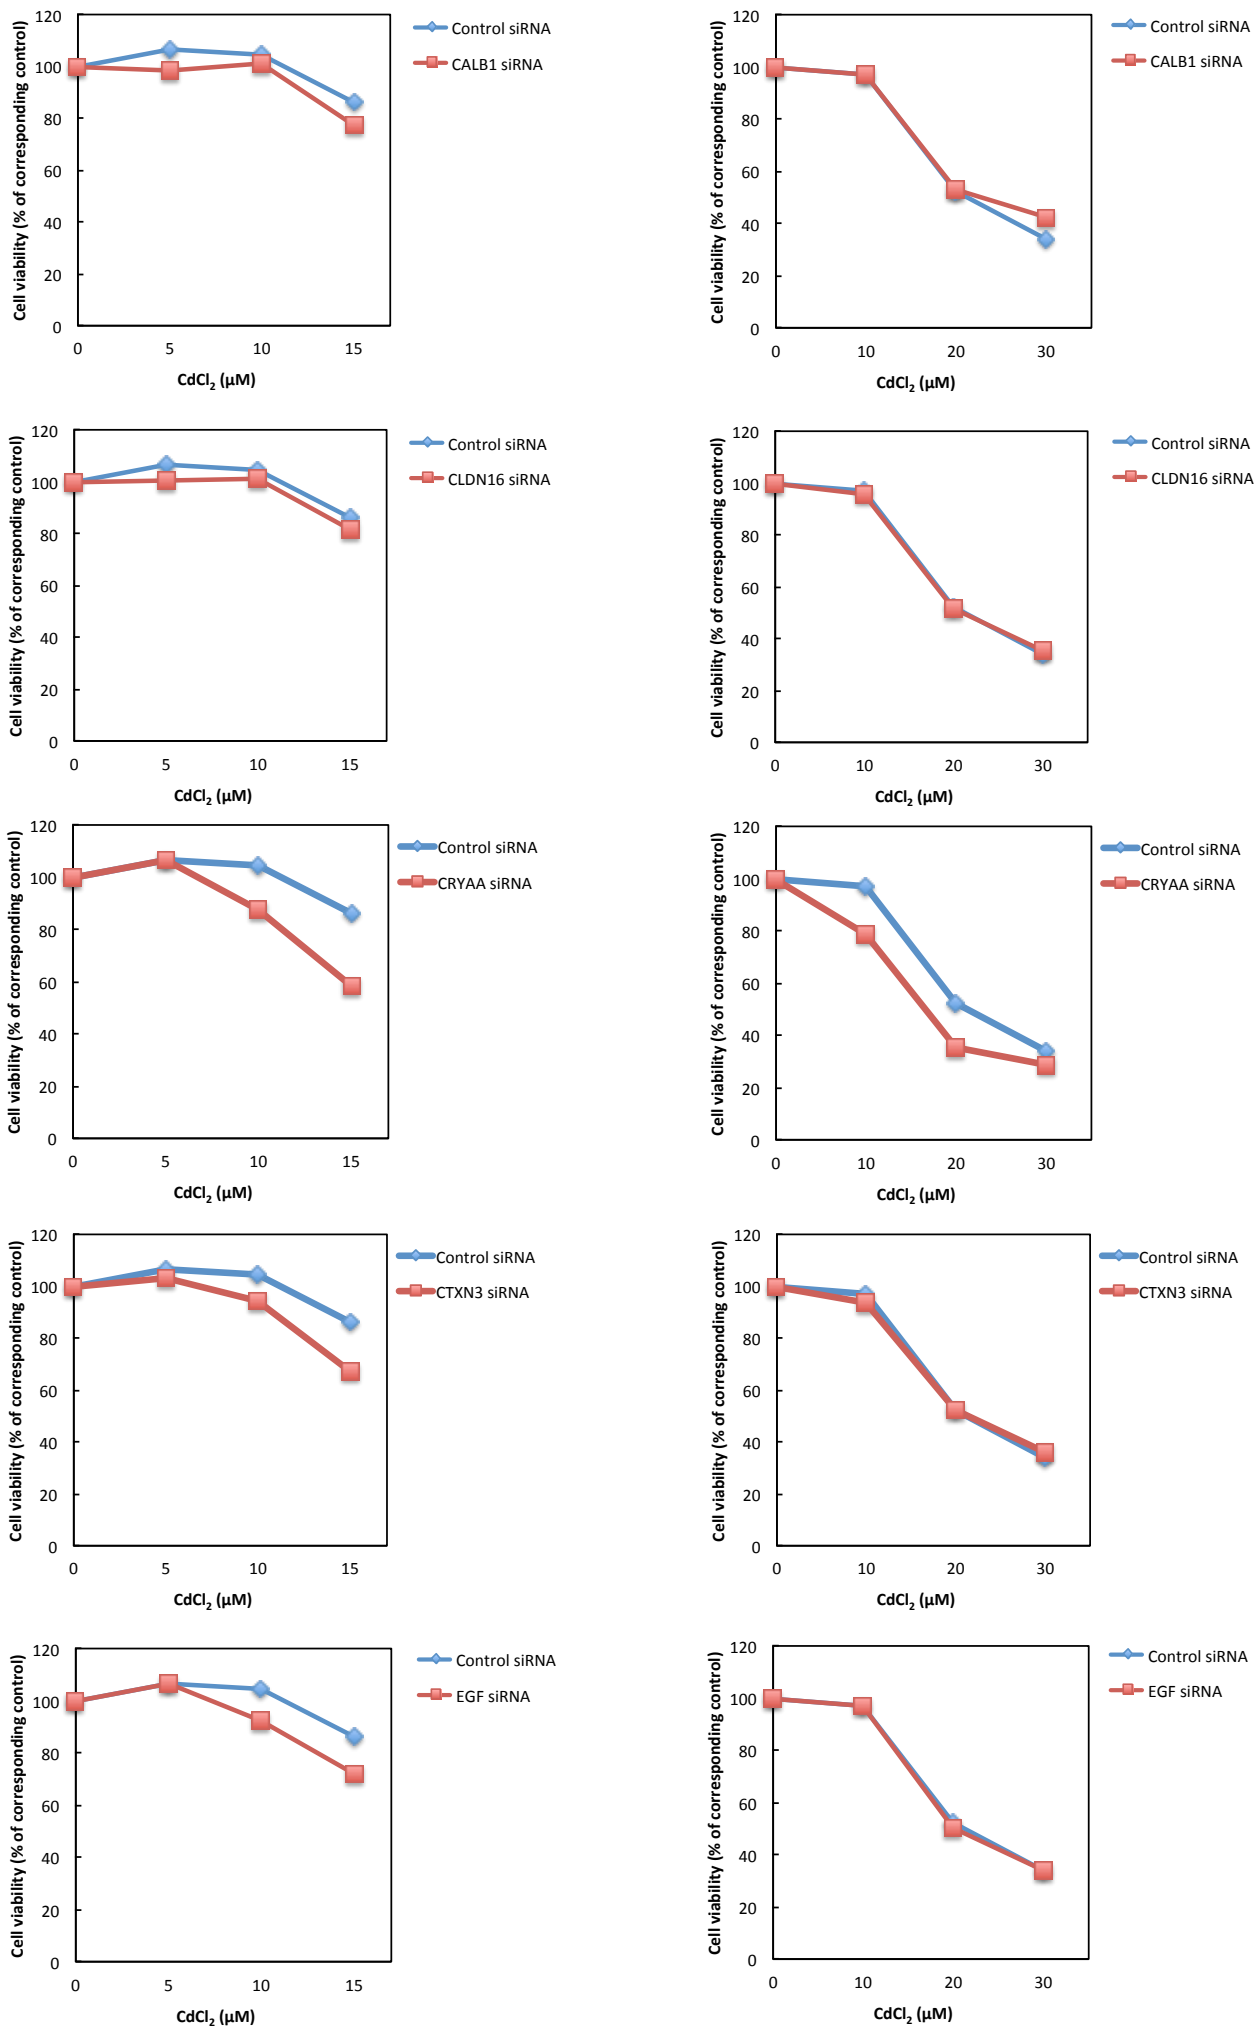 Cell viability (% of corresponding control)
120
100
80
60
40
20
0
0 5 10 15
CdCl2 (μM)
Control siRNA
CALB1 siRNA
Cell viability (% of corresponding control)
120
100
80
60
40
20
0
0 10 20 30
CdCl2 (μM)
Control siRNA
CALB1 siRNA
Cell viability (% of corresponding control)
120
100
80
60
40
20
0
0 5 10 15
CdCl2 (μM)
Control siRNA
CLDN16 siRNA
Cell viability (% of corresponding control)
120
100
80
60
40
20
0
0 10 20 30
CdCl2 (μM)
Control siRNA
CLDN16 siRNA
Cell viability (% of corresponding control)
120
100
80
60
40
20
0
0 5 10 15
CdCl2 (μM)
Control siRNA
CRYAA siRNA
Cell viability (% of corresponding control)
120
100
80
60
40
20
0
0 10 20 30
CdCl2 (μM)
Control siRNA
CRYAA siRNA
Cell viability (% of corresponding control)
120
100
80
60
40
20
0
0 5 10 15
CdCl2 (μM)
Control siRNA
CTXN3 siRNA
Cell viability (% of corresponding control)
120
100
80
60
40
20
0
0 10 20 30
CdCl2 (μM)
Control siRNA
CTXN3 siRNA
Cell viability (% of corresponding control)
120
100
80
60
40
20
0
0 5 10 15
CdCl2 (μM)
Control siRNA
EGF siRNA
Cell viability (% of corresponding control)
120
100
80
60
40
20
0
0 10 20 30
CdCl2 (μM)
Control siRNA
EGF siRNA